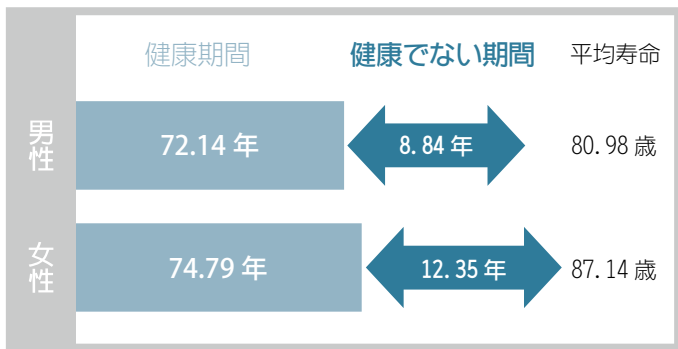 健康期間 健康でない期間 平均寿命
男性 72.14 年 8.84 年 80.98 歳
女性 74.79 年 12.35 年 87.14 歳